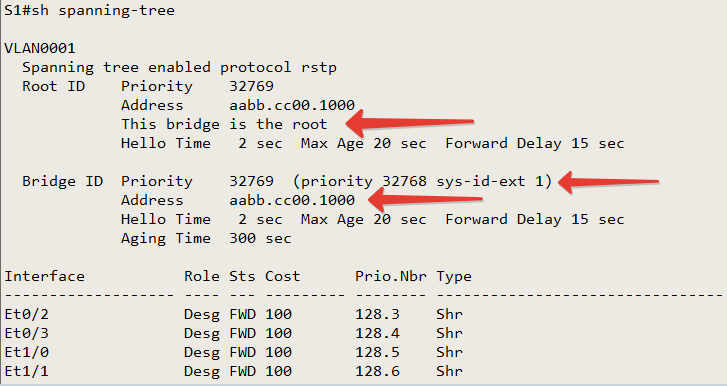 S1#sh spanning-tree
VLAN0001
Spanning tree enabled protocol rstp
Root ID Priority 32769
Address aabb.cc00.1000
This bridge is the root
Hello Time 2 sec Max Age 20 sec Forward Delay 15 sec
Bridge ID Priority 32769 (priority 32768 sys-id-ext 1)
Address aabb.cc00.1000
Hello Time 2 sec Max Age 20 sec Forward Delay 15 sec
Aging Time 300 sec
Interface Role Sts Cost Prio.Nbr Type
------------------- ---- --- --------- -------- --------------------------------
Et0/2 Desg FWD 100 128.3 Shr
Et0/3 Desg FWD 100 128.4 Shr
Et1/0 Desg FWD 100 128.5 Shr
Et1/1 Desg FWD 100 128.6 Shr